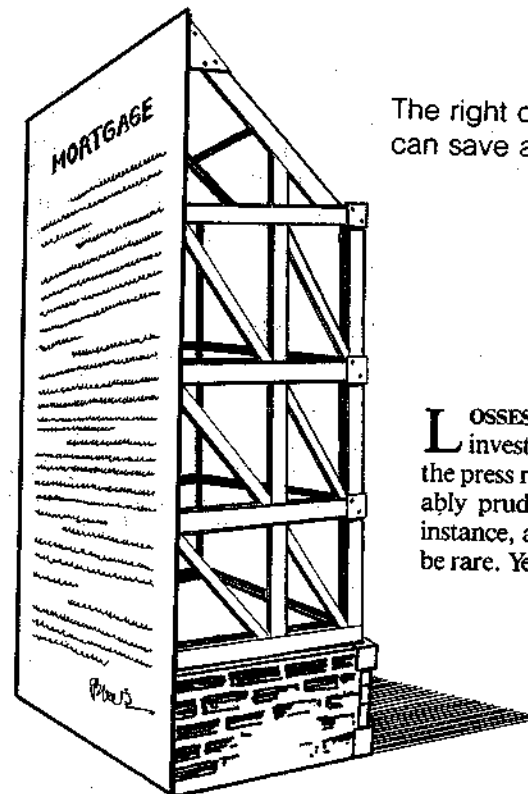 MORTGAGE
The right
can save a
LOSSES
invest
the press
ably prud
instance, a
be rare. Ye